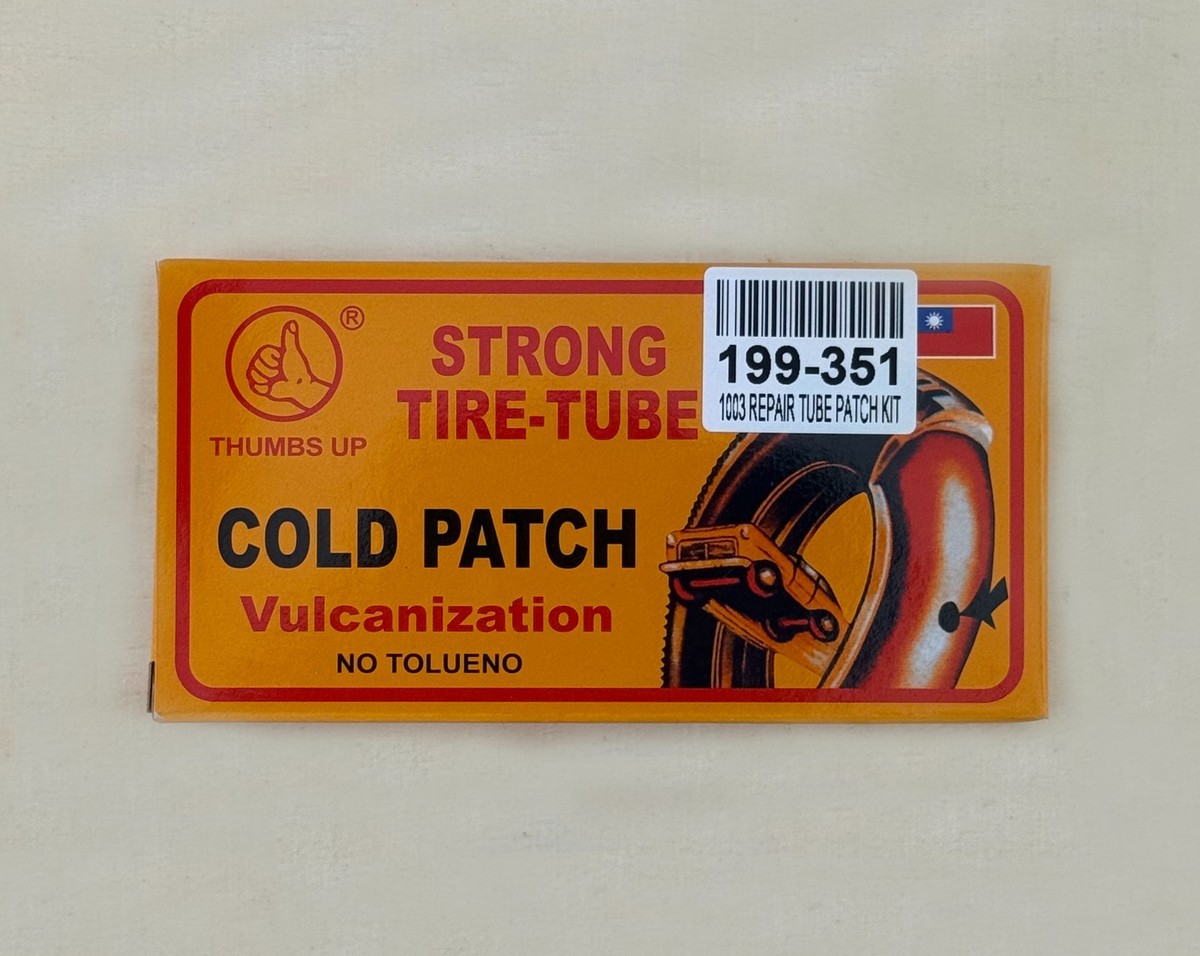 ®
THUMBS UP
STRONG
TIRE-TUBE
199-351
1003 REPAIR TUBE PATCH KIT
COLD PATCH
Vulcanization
NO TOLUENO